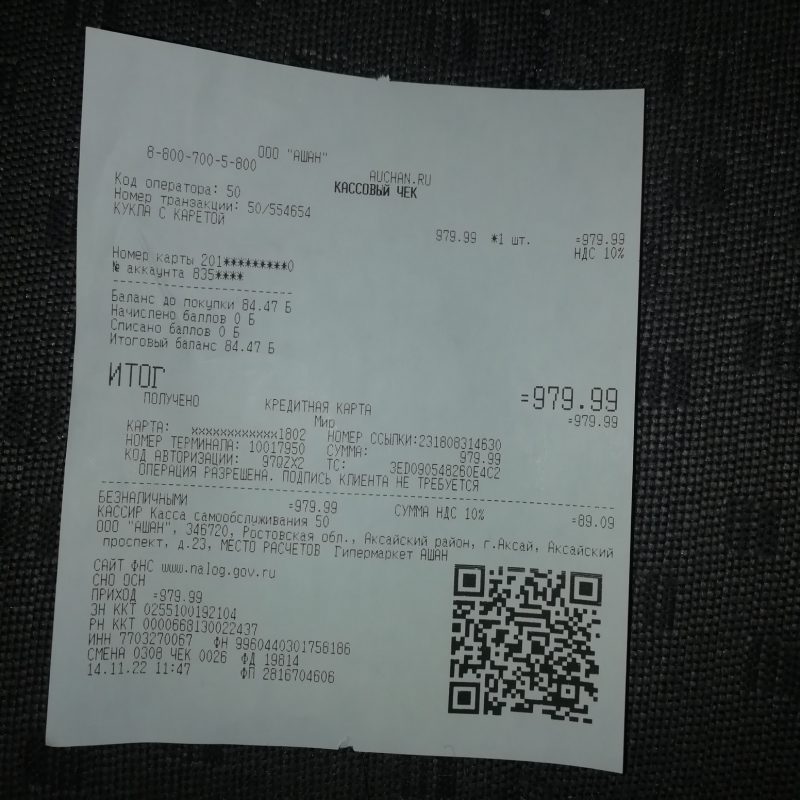 ООО "АШАН"
8-800-700-5-800
AUCHAN.RU
КАССОВЫЙ ЧЕК
Код оператора: 50
Номер транзакции: 50/554654
КУКЛА С КАРЕТОЙ
979.99 *1 шт. =979.99
НДС 10%
Номер карты 201*********0
№ аккаунта 835****
Баланс до покупки 84.47 Б
Начислено баллов 0 Б
Списано баллов 0 Б
Итоговый баланс 84.47 Б
ИТОГ =979.99
ПОЛУЧЕНО КРЕДИТНАЯ КАРТА =979.99
Мир
КАРТА: xxxxxxxxxxxx1802 НОМЕР ССЫЛКИ:231808314630
НОМЕР ТЕРМИНАЛА: 10017950 СУММА: 979.99
КОД АВТОРИЗАЦИИ: 97QZX2 TC: 3ED090548260E4C2
ОПЕРАЦИЯ РАЗРЕШЕНА. ПОДПИСЬ КЛИЕНТА НЕ ТРЕБУЕТСЯ
БЕЗНАЛИЧНЫМИ =979.99 СУММА НДС 10% =89.09
КАССИР Касса самообслуживания 50
ООО "АШАН", 346720, Ростовская обл., Аксайский район, г.Аксай, Аксайский
проспект, д.23, МЕСТО РАСЧЕТОВ Гипермаркет АШАН
САЙТ ФНС www.nalog.gov.ru
СНО ОСН
ПРИХОД =979.99
ЗН ККТ 0255100192104
РН ККТ 0000668130022437
ИНН 7703270067 ФН 9960440301756186
СМЕНА 0308 ЧЕК 0026 ФД 19814
14.11.22 11:47 ФП 2816704606